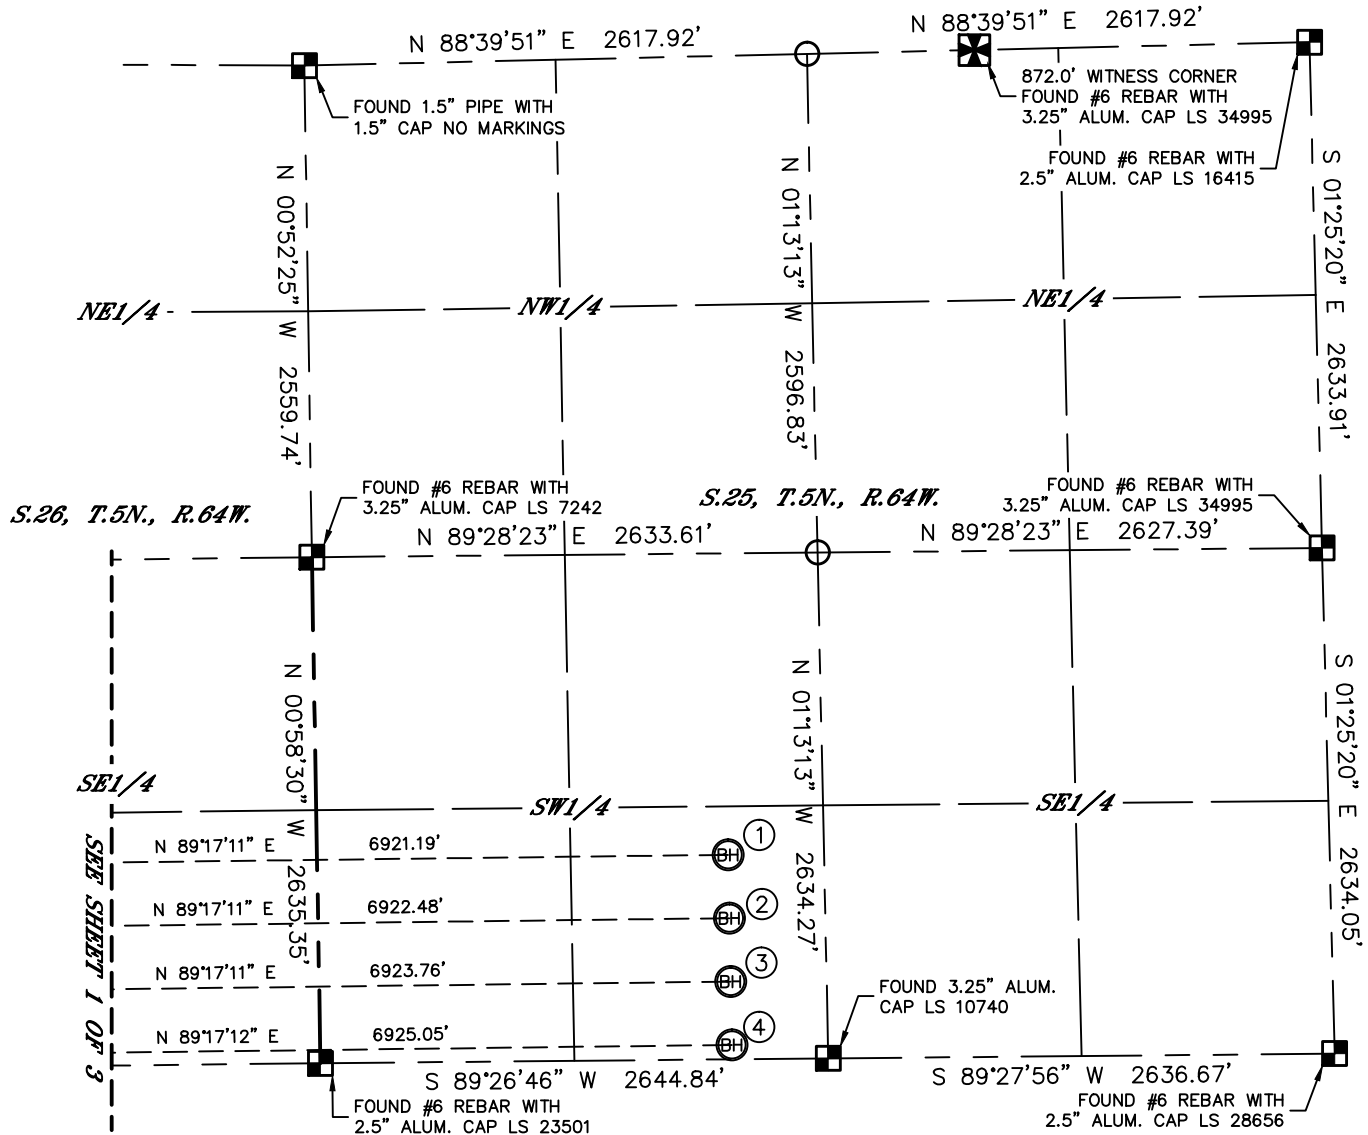 N 88°39'51" E 2617.92'
N 88°39'51" E 2617.92'
FOUND 1.5" PIPE WITH
1.5" CAP NO MARKINGS
872.0' WITNESS CORNER
FOUND #6 REBAR WITH
3.25" ALUM. CAP LS 34995
FOUND #6 REBAR WITH
2.5" ALUM. CAP LS 16415
N 00°52'25" W 2559.74'
N 01°13'13" W 2596.83'
S 01°25'20" E 2633.91'
NE1/4
NW1/4
NE1/4
FOUND #6 REBAR WITH
3.25" ALUM. CAP LS 7242
S.26, T.5N., R.64W.
S.25, T.5N., R.64W.
FOUND #6 REBAR WITH
3.25" ALUM. CAP LS 34995
N 89°28'23" E 2633.61'
N 89°28'23" E 2627.39'
N 00°58'30" W 2635.35'
N 01°13'13" W 2634.27'
S 01°25'20" E 2634.05'
SE1/4
SW1/4
SE1/4
SEE SHEET 1 OF 3
N 89°17'11" E 6921.19'
BH
1
N 89°17'11" E 6922.48'
BH
2
N 89°17'11" E 6923.76'
BH
3
N 89°17'12" E 6925.05'
BH
4
FOUND 3.25" ALUM.
CAP LS 10740
S 89°26'46" W 2644.84'
S 89°27'56" W 2636.67'
FOUND #6 REBAR WITH
2.5" ALUM. CAP LS 23501
FOUND #6 REBAR WITH
2.5" ALUM. CAP LS 28656